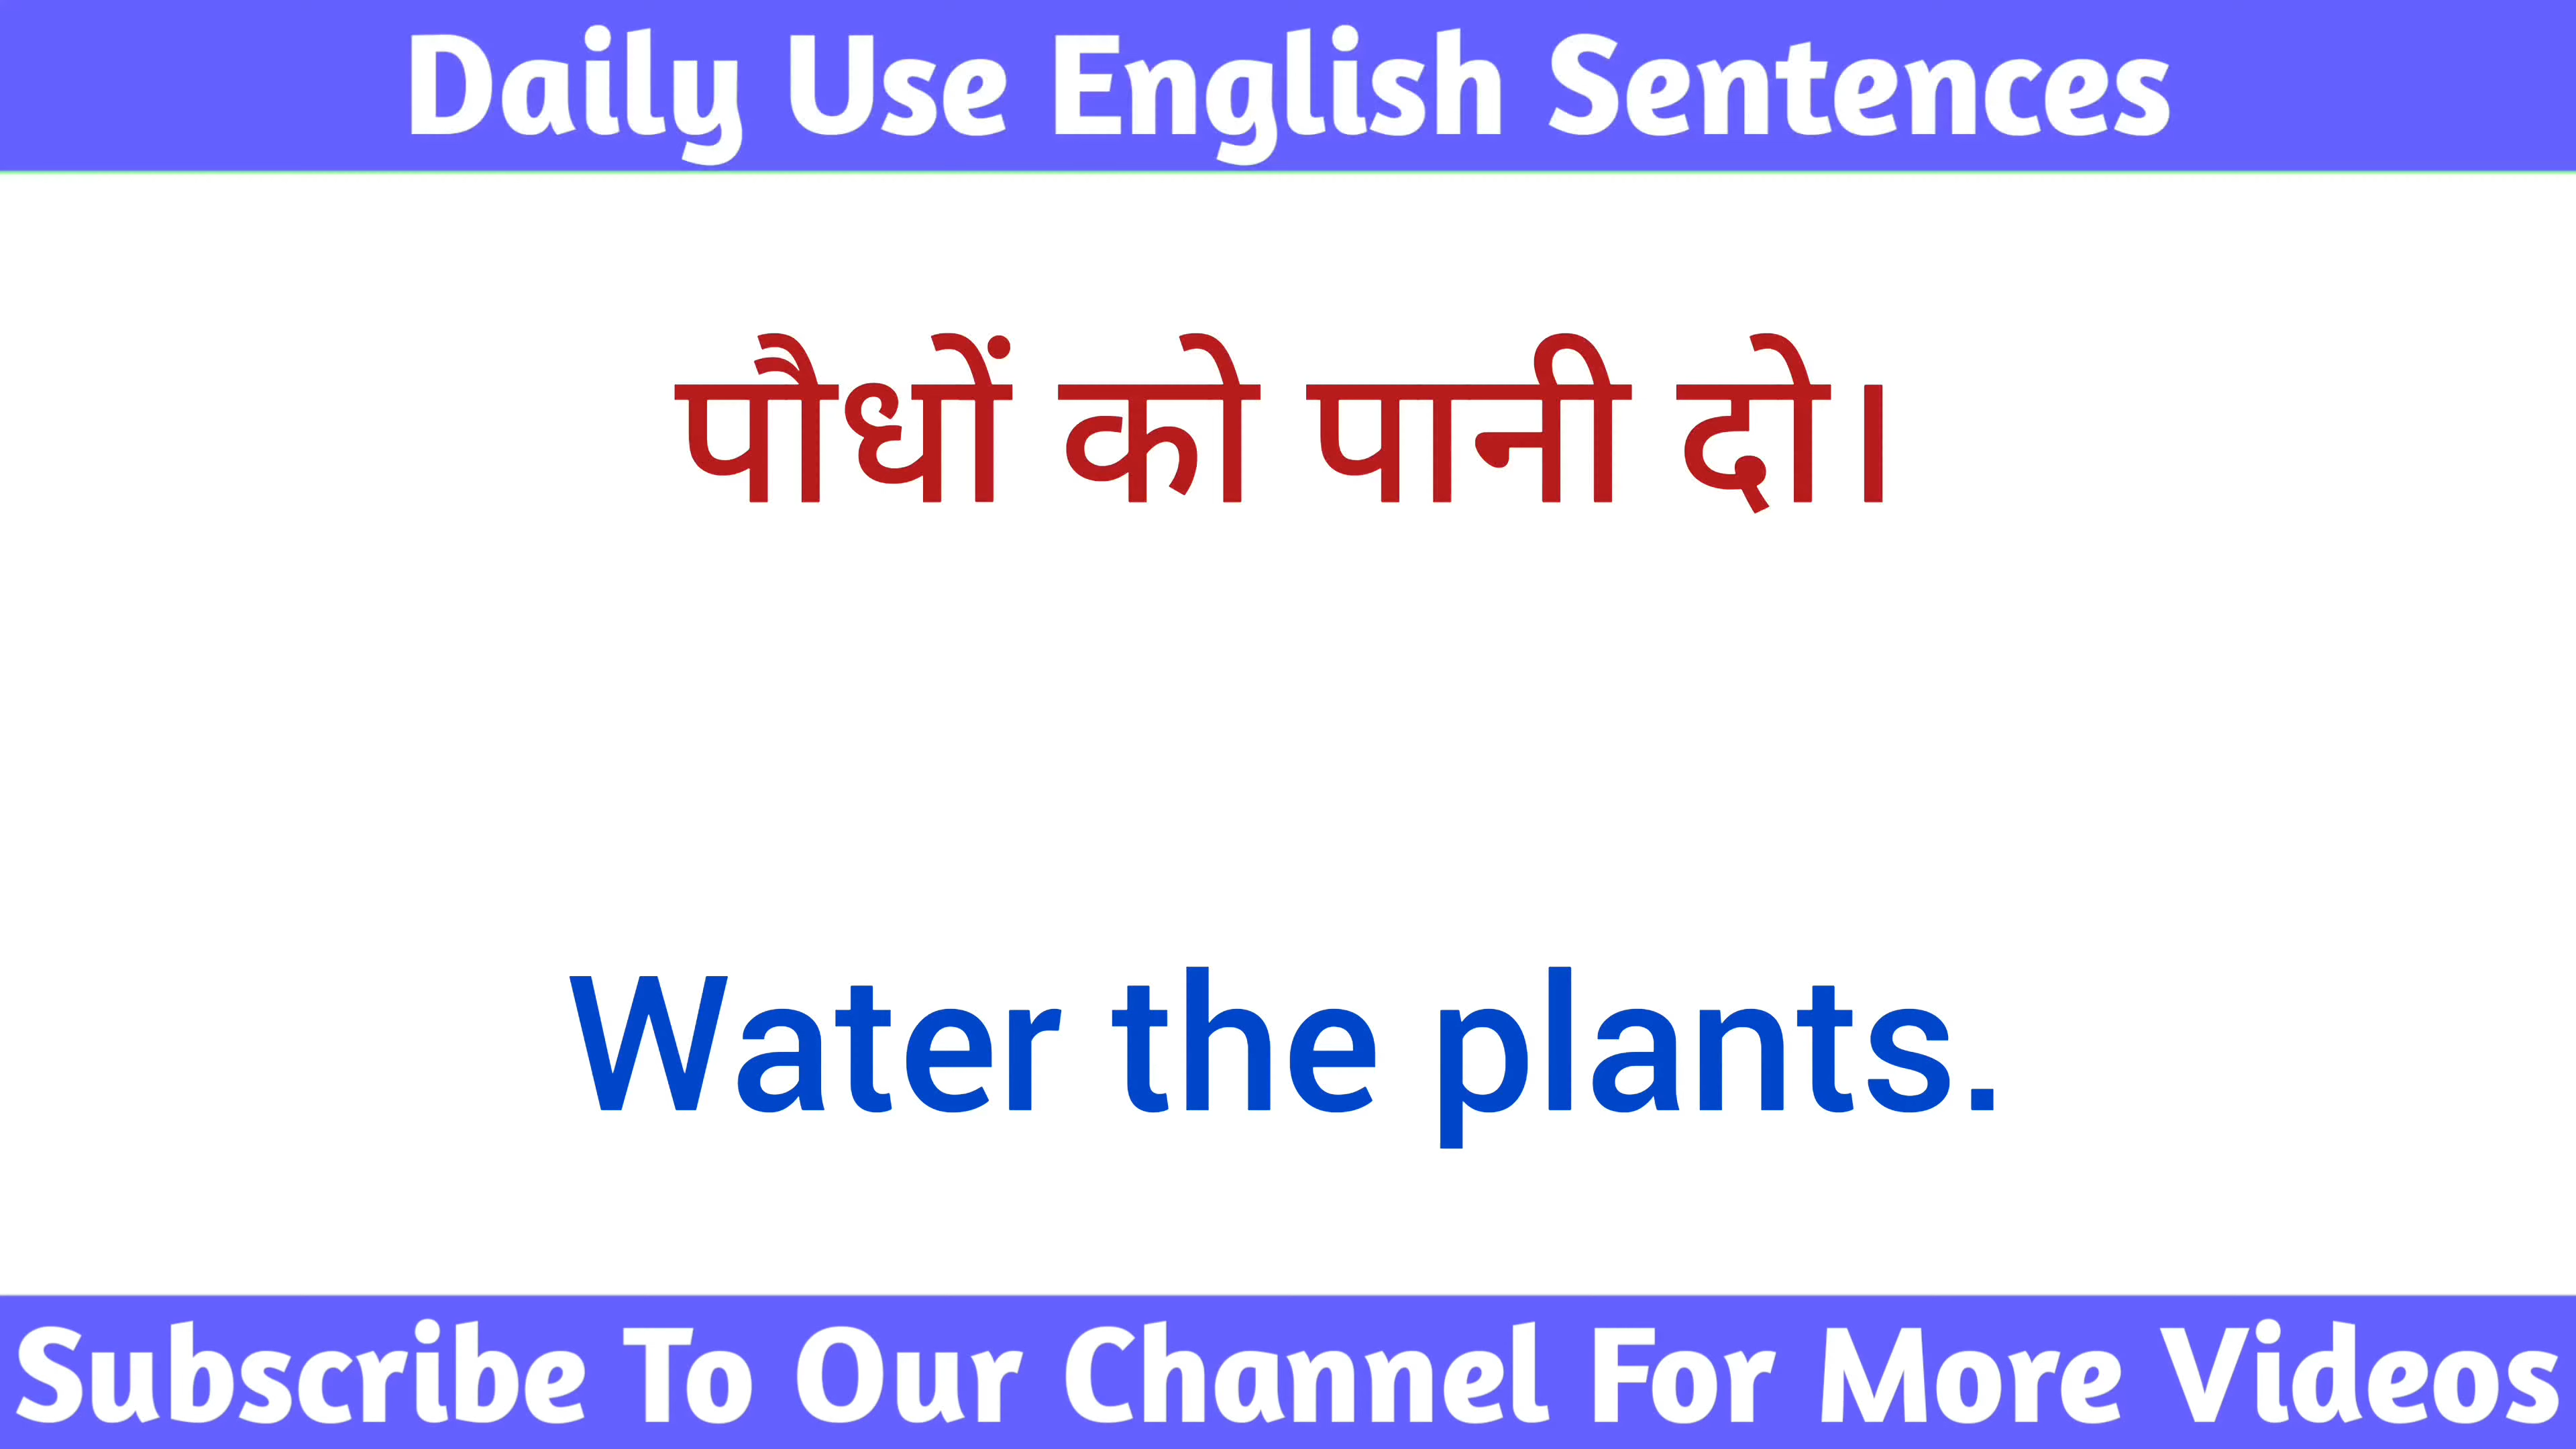 Daily Use English Sentences
पौधों को पानी दो।
Water the plants.
Subscribe To Our Channel For More Videos